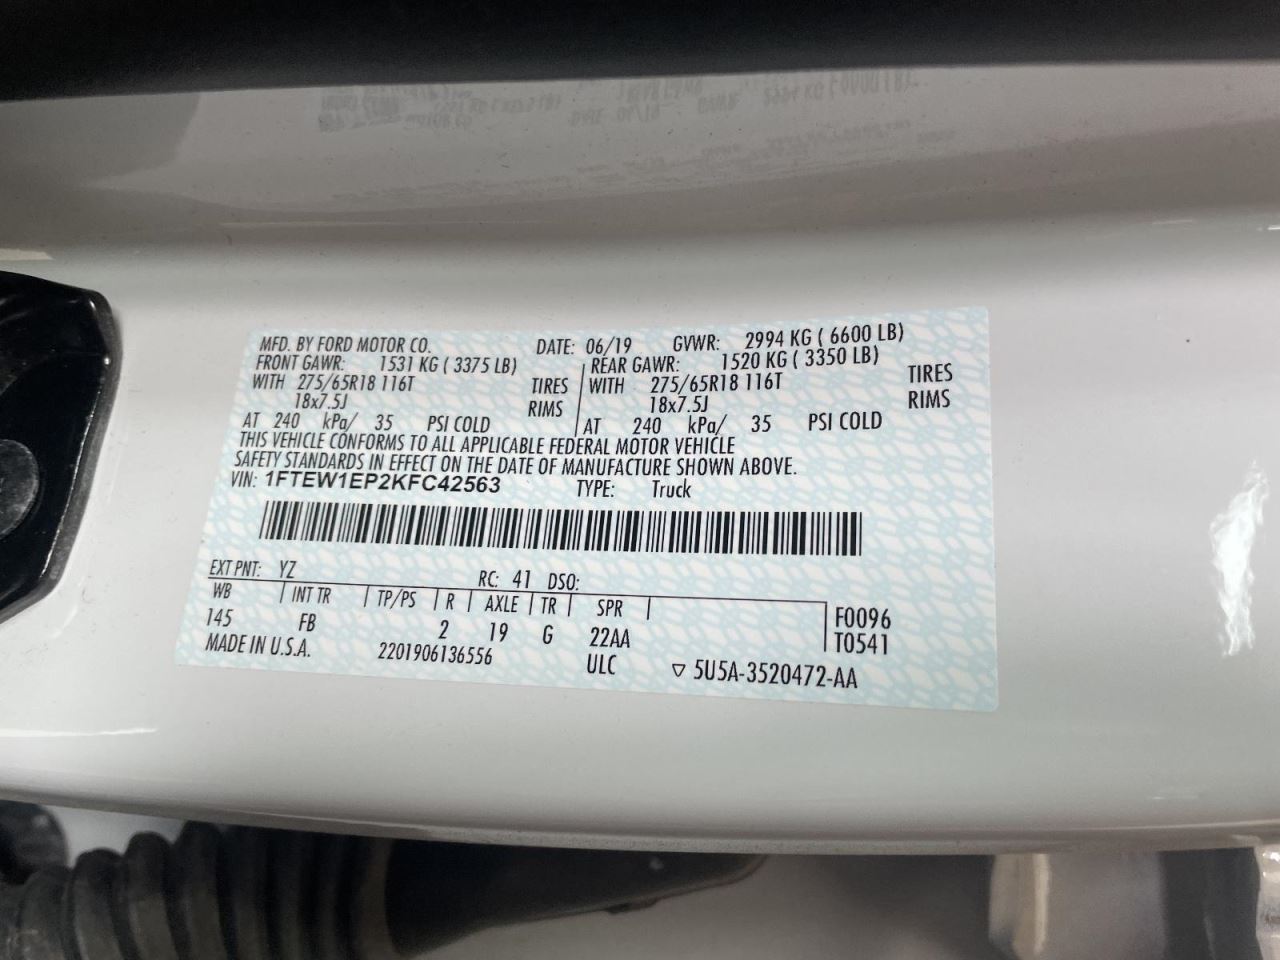 MFD. BY FORD MOTOR CO. DATE: 06/19 GVWR: 2994 KG ( 6600 LB)
FRONT GAWR: 1531 KG ( 3375 LB) REAR GAWR: 1520 KG ( 3350 LB)
WITH 275/65R18 116T TIRES WITH 275/65R18 116T TIRES
18x7.5J RIMS 18x7.5J RIMS
AT 240 kPa/ 35 PSI COLD AT 240 kPa/ 35 PSI COLD
THIS VEHICLE CONFORMS TO ALL APPLICABLE FEDERAL MOTOR VEHICLE
SAFETY STANDARDS IN EFFECT ON THE DATE OF MANUFACTURE SHOWN ABOVE.
VIN: 1FTEW1EP2KFC42563 TYPE: Truck
EXT PNT: YZ RC: 41 DSO:
WB INT TR TP/PS R AXLE TR SPR F0096
145 FB 2 19 G 22AA T0541
MADE IN U.S.A. 2201906136556 ULC ▽ 5U5A-3520472-AA